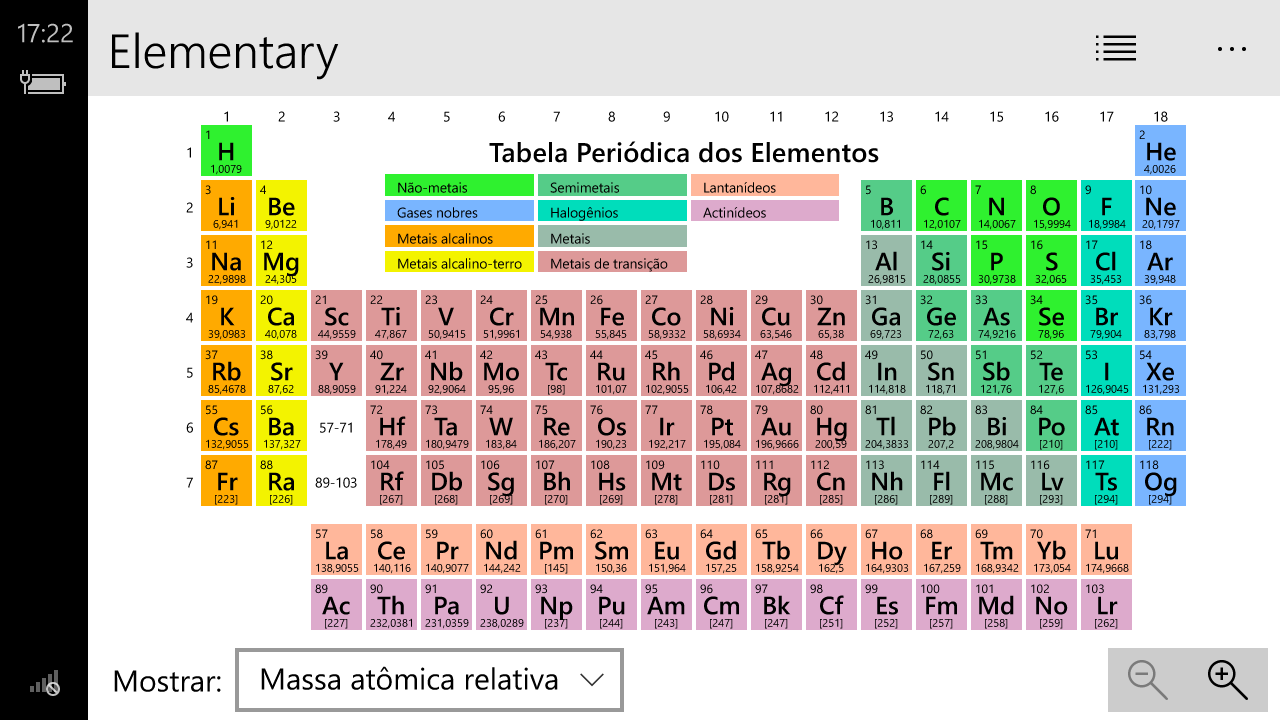 17:22
Elementary
1 2 3 4 5 6 7 8 9 10 11 12 13 14 15 16 17 18
Tabela Periódica dos Elementos
Não-metais Semimetais Lantanídeos
Gases nobres Halogênios Actinídeos
Metais alcalinos Metais
Metais alcalino-terro Metais de transição
1 2
1 H He
1,0079 4,0026
3 4 5 6 7 8 9 10
2 Li Be B C N O F Ne
6,941 9,0122 10,811 12,0107 14,0067 15,9994 18,9984 20,1797
11 12 13 14 15 16 17 18
3 Na Mg Al Si P S Cl Ar
22,9898 24,305 26,9815 28,0855 30,9738 32,065 35,453 39,948
19 20 21 22 23 24 25 26 27 28 29 30 31 32 33 34 35 36
4 K Ca Sc Ti V Cr Mn Fe Co Ni Cu Zn Ga Ge As Se Br Kr
39,0983 40,078 44,9559 47,867 50,9415 51,9961 54,938 55,845 58,9332 58,6934 63,546 65,38 69,723 72,63 74,9216 78,96 79,904 83,798
37 38 39 40 41 42 43 44 45 46 47 48 49 50 51 52 53 54
5 Rb Sr Y Zr Nb Mo Tc Ru Rh Pd Ag Cd In Sn Sb Te I Xe
85,4678 87,62 88,9059 91,224 92,9064 95,96 [98] 101,07 102,9055 106,42 107,8682 112,411 114,818 118,71 121,76 127,6 126,9045 131,293
55 56 72 73 74 75 76 77 78 79 80 81 82 83 84 85 86
6 Cs Ba 57-71 Hf Ta W Re Os Ir Pt Au Hg Tl Pb Bi Po At Rn
132,9055 137,327 178,49 180,9479 183,84 186,207 190,23 192,217 195,084 196,9666 200,59 204,3833 207,2 208,9804 [210] [210] [222]
87 88 104 105 106 107 108 109 110 111 112 113 114 115 116 117 118
7 Fr Ra 89-103 Rf Db Sg Bh Hs Mt Ds Rg Cn Nh Fl Mc Lv Ts Og
[223] [226] [267] [268] [269] [270] [269] [278] [281] [281] [285] [286] [289] [288] [293] [294] [294]
57 58 59 60 61 62 63 64 65 66 67 68 69 70 71
La Ce Pr Nd Pm Sm Eu Gd Tb Dy Ho Er Tm Yb Lu
138,9055 140,116 140,9077 144,242 [145] 150,36 151,964 157,25 158,9254 162,5 164,9303 167,259 168,9342 173,054 174,9668
89 90 91 92 93 94 95 96 97 98 99 100 101 102 103
Ac Th Pa U Np Pu Am Cm Bk Cf Es Fm Md No Lr
[227] 232,0381 231,0359 238,0289 [237] [244] [243] [247] [247] [251] [252] [257] [258] [259] [262]
Mostrar: Massa atômica relativa